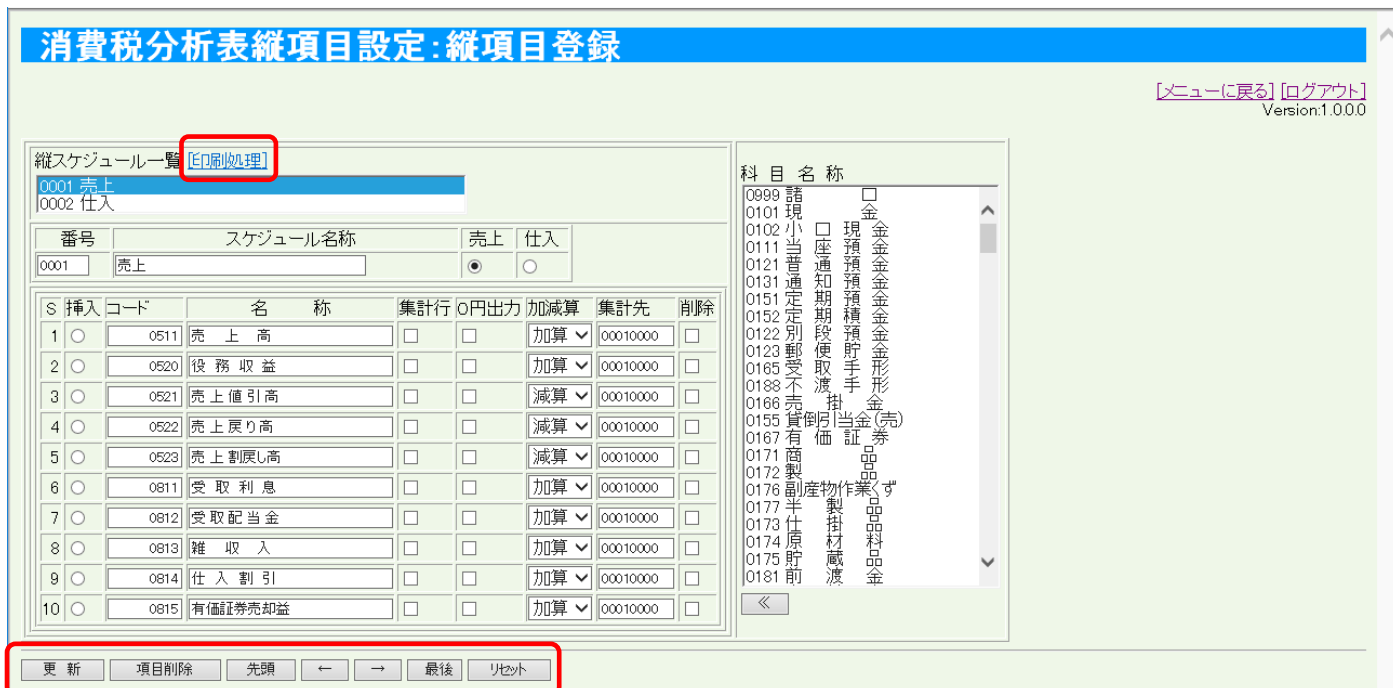 消費税分析表縦項目設定:縦項目登録
[メニューに戻る] [ログアウト]
Version:1.0.0.0
縦スケジュール一覧 [印刷処理]
0001 売上
0002 仕入
番号 スケジュール名称 売上 仕入
0001 売上
S 挿入 コード 名 称 集計行 0円出力 加減算 集計先 削除
1 0511 売 上 高 加算 00010000
2 0520 役 務 収 益 加算 00010000
3 0521 売上値引高 減算 00010000
4 0522 売上戻り高 減算 00010000
5 0523 売上割戻し高 減算 00010000
6 0811 受 取 利 息 加算 00010000
7 0812 受取配当金 加算 00010000
8 0813 雑 収 入 加算 00010000
9 0814 仕 入 割 引 加算 00010000
10 0815 有価証券売却益 加算 00010000
科 目 名 称
0999 諸 口
0101 現 金
0102 小 口 現 金
0111 当 座 預 金
0121 普 通 預 金
0131 通 知 預 金
0151 定 期 預 金
0152 定 期 積 金
0122 別 段 預 金
0123 郵 便 貯 金
0165 受 取 手 形
0188 不 渡 手 形
0166 売 掛 金
0155 貸倒引当金(売)
0167 有 価 証 券
0171 商 品
0172 製 品
0176 副産物作業くず
0177 半 製 品
0173 仕 掛 品
0174 原 材 料
0175 貯 蔵 品
0181 前 渡 金
≪
更 新 項目削除 先頭 ← → 最後 リセット